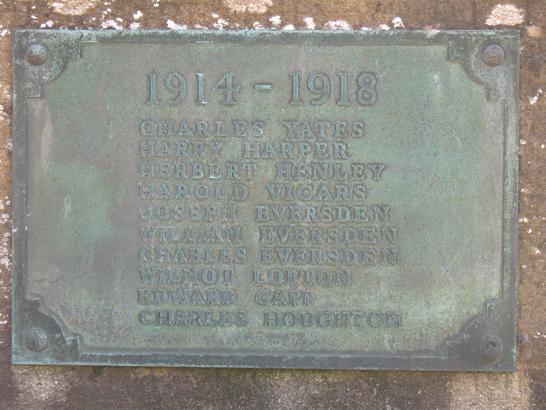 1914 - 1918
CHARLES YATES
HARRY HARPER
HERBERT HENLEY
HAROLD VICARS
JOSEPH EVERSDEN
WILLIAM EVERSDEN
CHARLES EVERSDEN
WILMOT LOFTON
EDWARD
CHARLES HOUGHTON